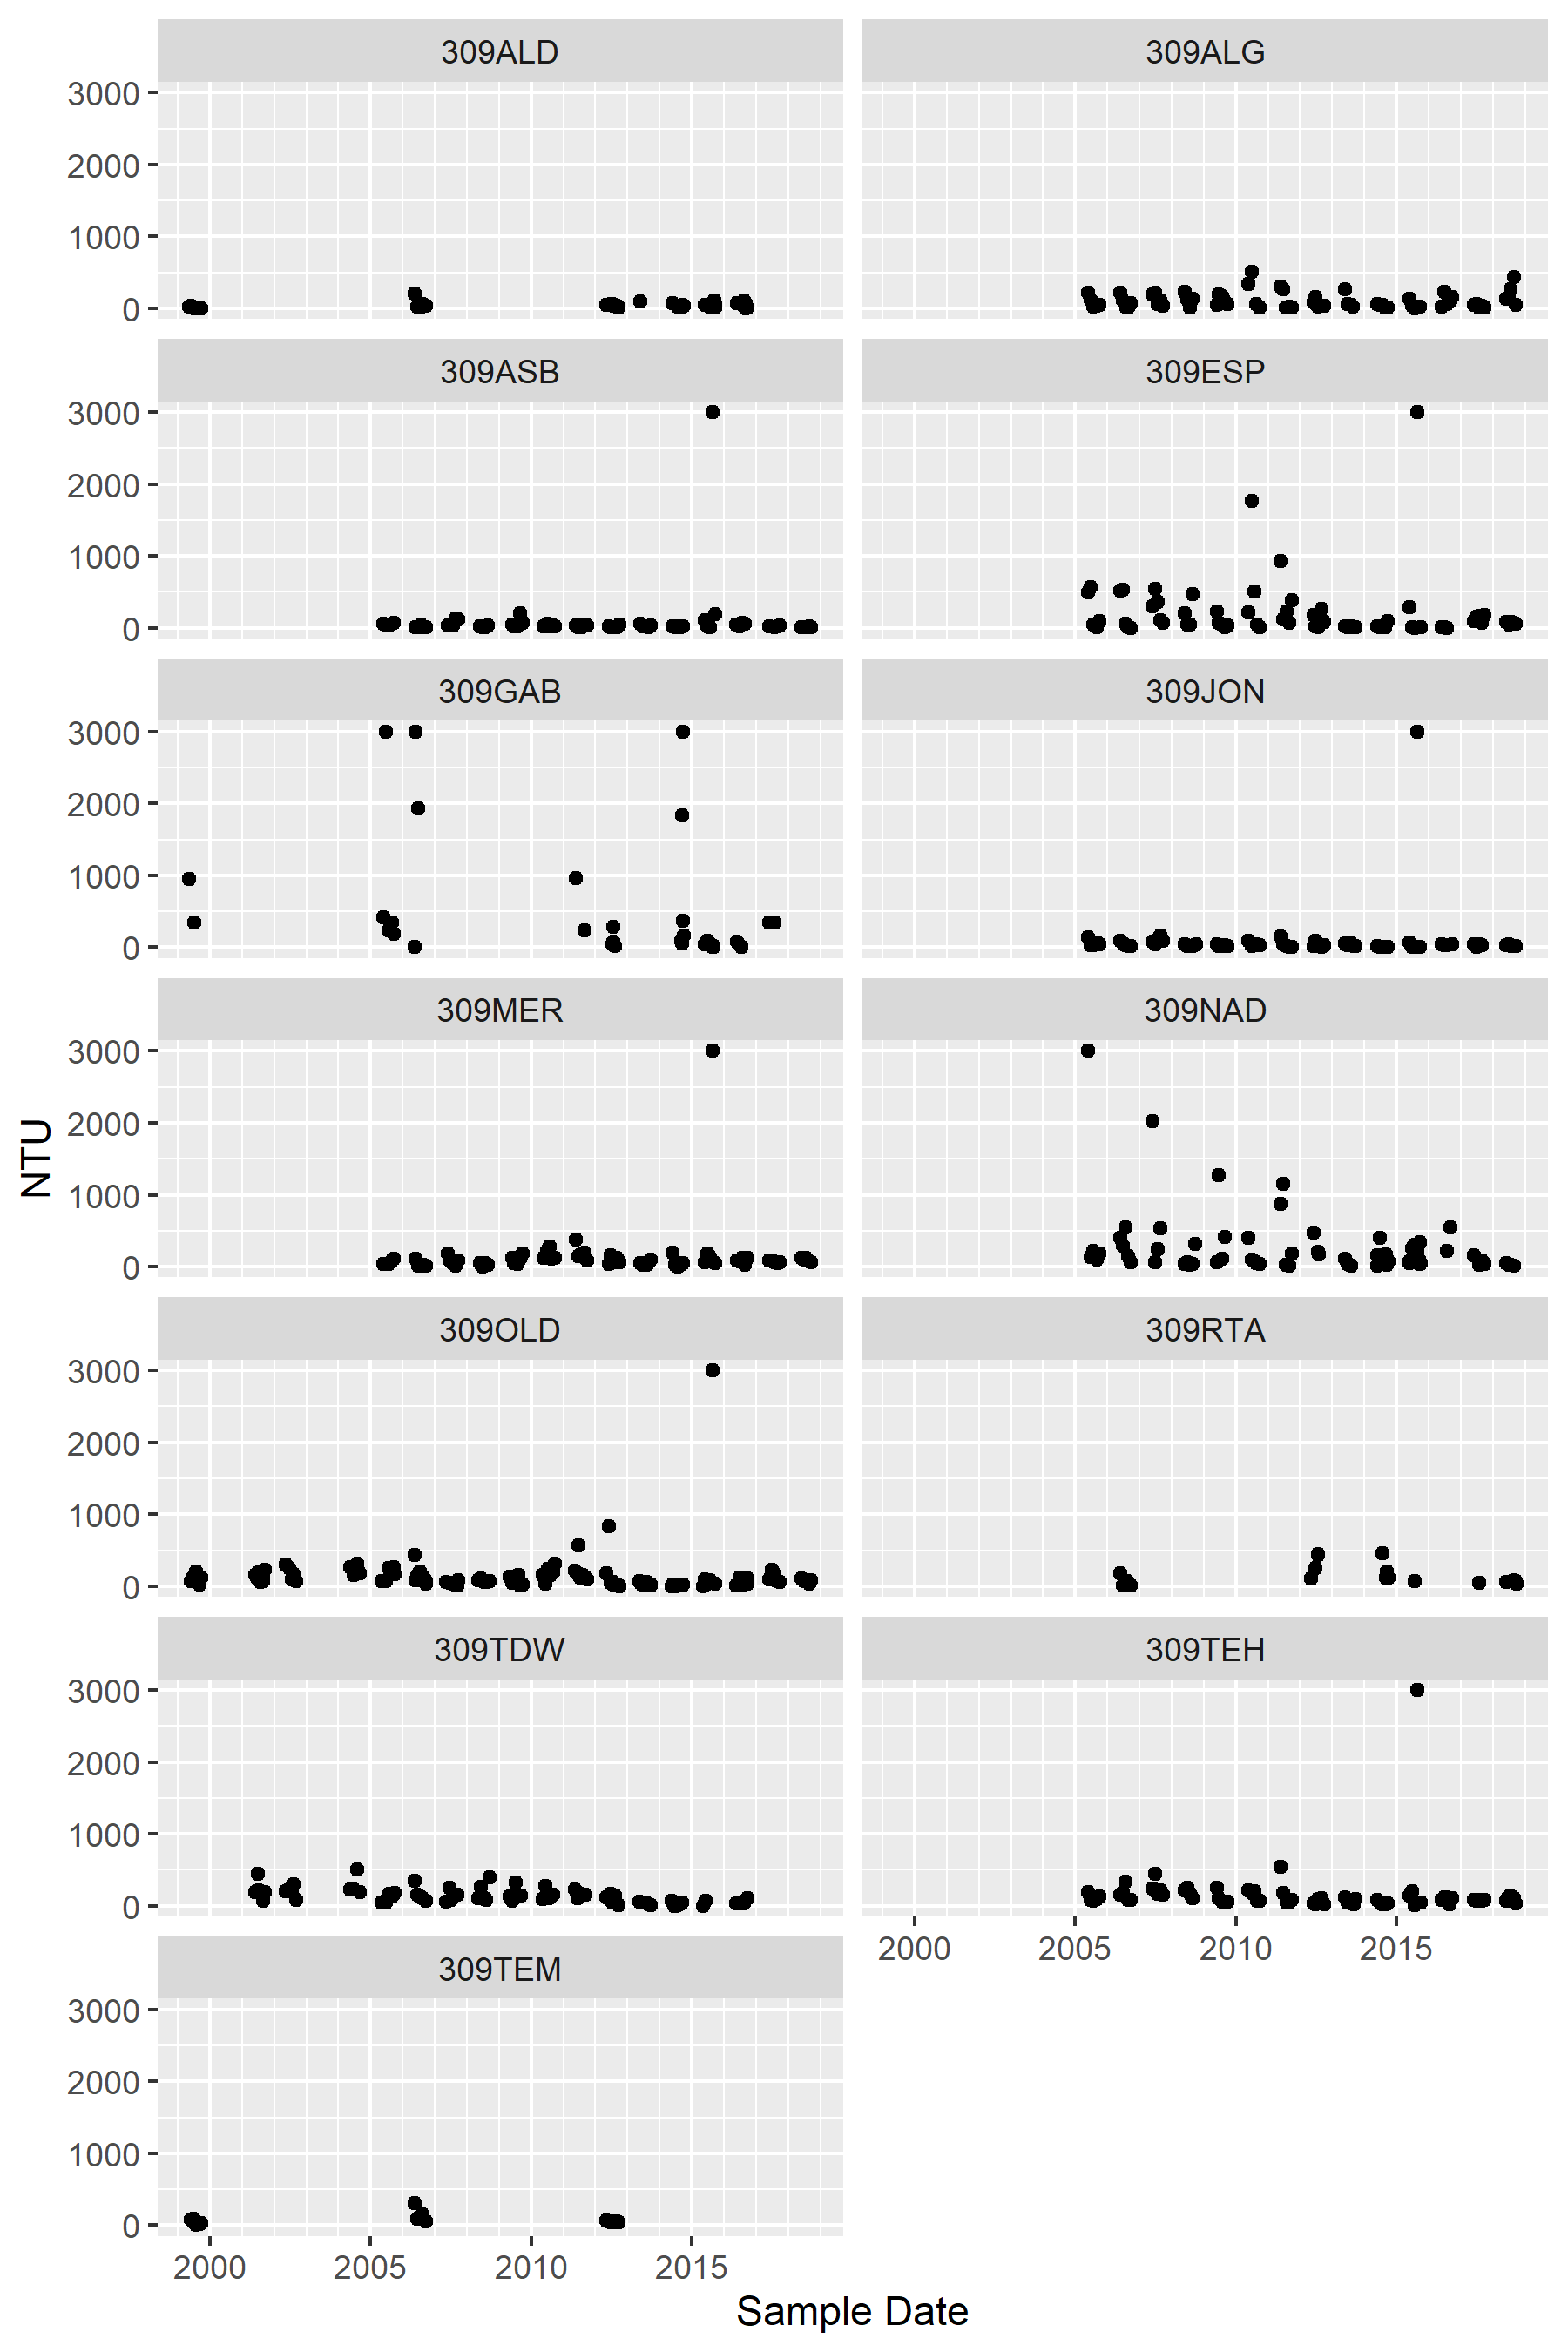 309ALD 309ALG
3000
2000
1000
0
309ASB 309ESP
3000
2000
1000
0
309GAB 309JON
3000
2000
1000
0
309MER 309NAD
3000
2000
1000
0
NTU
309OLD 309RTA
3000
2000
1000
0
309TDW 309TEH
3000
2000
1000
0
2000 2005 2010 2015
309TEM
3000
2000
1000
0
2000 2005 2010 2015
Sample Date